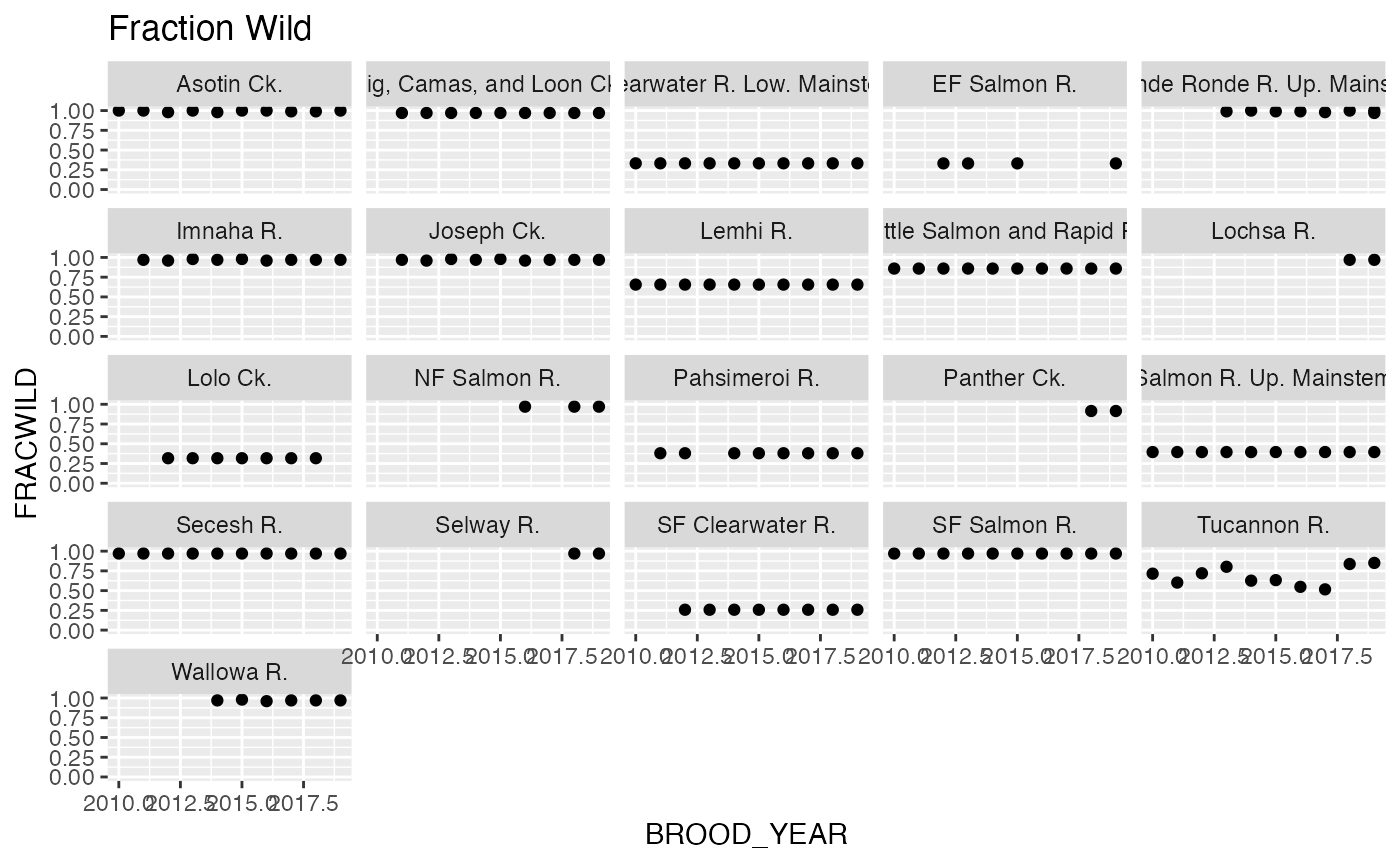 Fraction Wild
Asotin Ck.
ig, Camas, and Loon Ck
earwater R. Low. Mainste
EF Salmon R.
nde Ronde R. Up. Mains
1.00
0.75
0.50
0.25
0.00
Imnaha R.
Joseph Ck.
Lemhi R.
ttle Salmon and Rapid R
Lochsa R.
1.00
0.75
0.50
0.25
0.00
FRACWILD
Lolo Ck.
NF Salmon R.
Pahsimeroi R.
Panther Ck.
Salmon R. Up. Mainstem
1.00
0.75
0.50
0.25
0.00
Secesh R.
Selway R.
SF Clearwater R.
SF Salmon R.
Tucannon R.
1.00
0.75
0.50
0.25
0.00
2010.0 2012.5 2015.0 2017.5 2010.0 2012.5 2015.0 2017.5 2010.0 2012.5 2015.0 2017.5 2010.0 2012.5 2015.0 2017.5
Wallowa R.
1.00
0.75
0.50
0.25
0.00
2010.0 2012.5 2015.0 2017.5
BROOD_YEAR